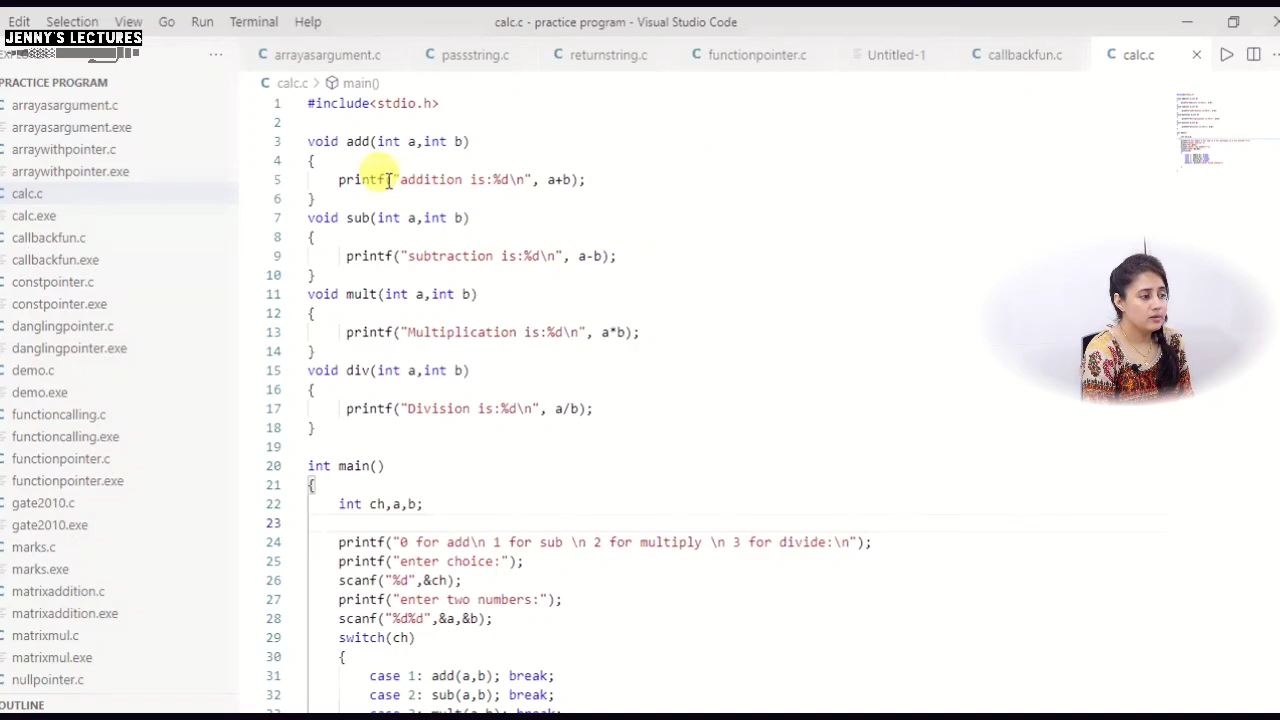 Edit Selection View Go Run Terminal Help calc.c - practice program - Visual Studio Code
JENNY'S LECTURES
arrayasargument.c passstring.c returnstring.c functionpointer.c Untitled-1 callbackfun.c calc.c
PRACTICE PROGRAM
arrayasargument.c
arrayasargument.exe
arraywithpointer.c
arraywithpointer.exe
calc.c
calc.exe
callbackfun.c
callbackfun.exe
constpointer.c
constpointer.exe
danglingpointer.c
danglingpointer.exe
demo.c
demo.exe
functioncalling.c
functioncalling.exe
functionpointer.c
functionpointer.exe
gate2010.c
gate2010.exe
marks.c
marks.exe
matrixaddition.c
matrixaddition.exe
matrixmul.c
matrixmul.exe
nullpointer.c
OUTLINE
calc.c > main()
1 #include<stdio.h>
2
3 void add(int a,int b)
4 {
5 printf("addition is:%d\n", a+b);
6 }
7 void sub(int a,int b)
8 {
9 printf("subtraction is:%d\n", a-b);
10 }
11 void mult(int a,int b)
12 {
13 printf("Multiplication is:%d\n", a*b);
14 }
15 void div(int a,int b)
16 {
17 printf("Division is:%d\n", a/b);
18 }
19
20 int main()
21 {
22 int ch,a,b;
23
24 printf("0 for add\n 1 for sub \n 2 for multiply \n 3 for divide:\n");
25 printf("enter choice:");
26 scanf("%d",&ch);
27 printf("enter two numbers:");
28 scanf("%d%d",&a,&b);
29 switch(ch)
30 {
31 case 1: add(a,b); break;
32 case 2: sub(a,b); break;